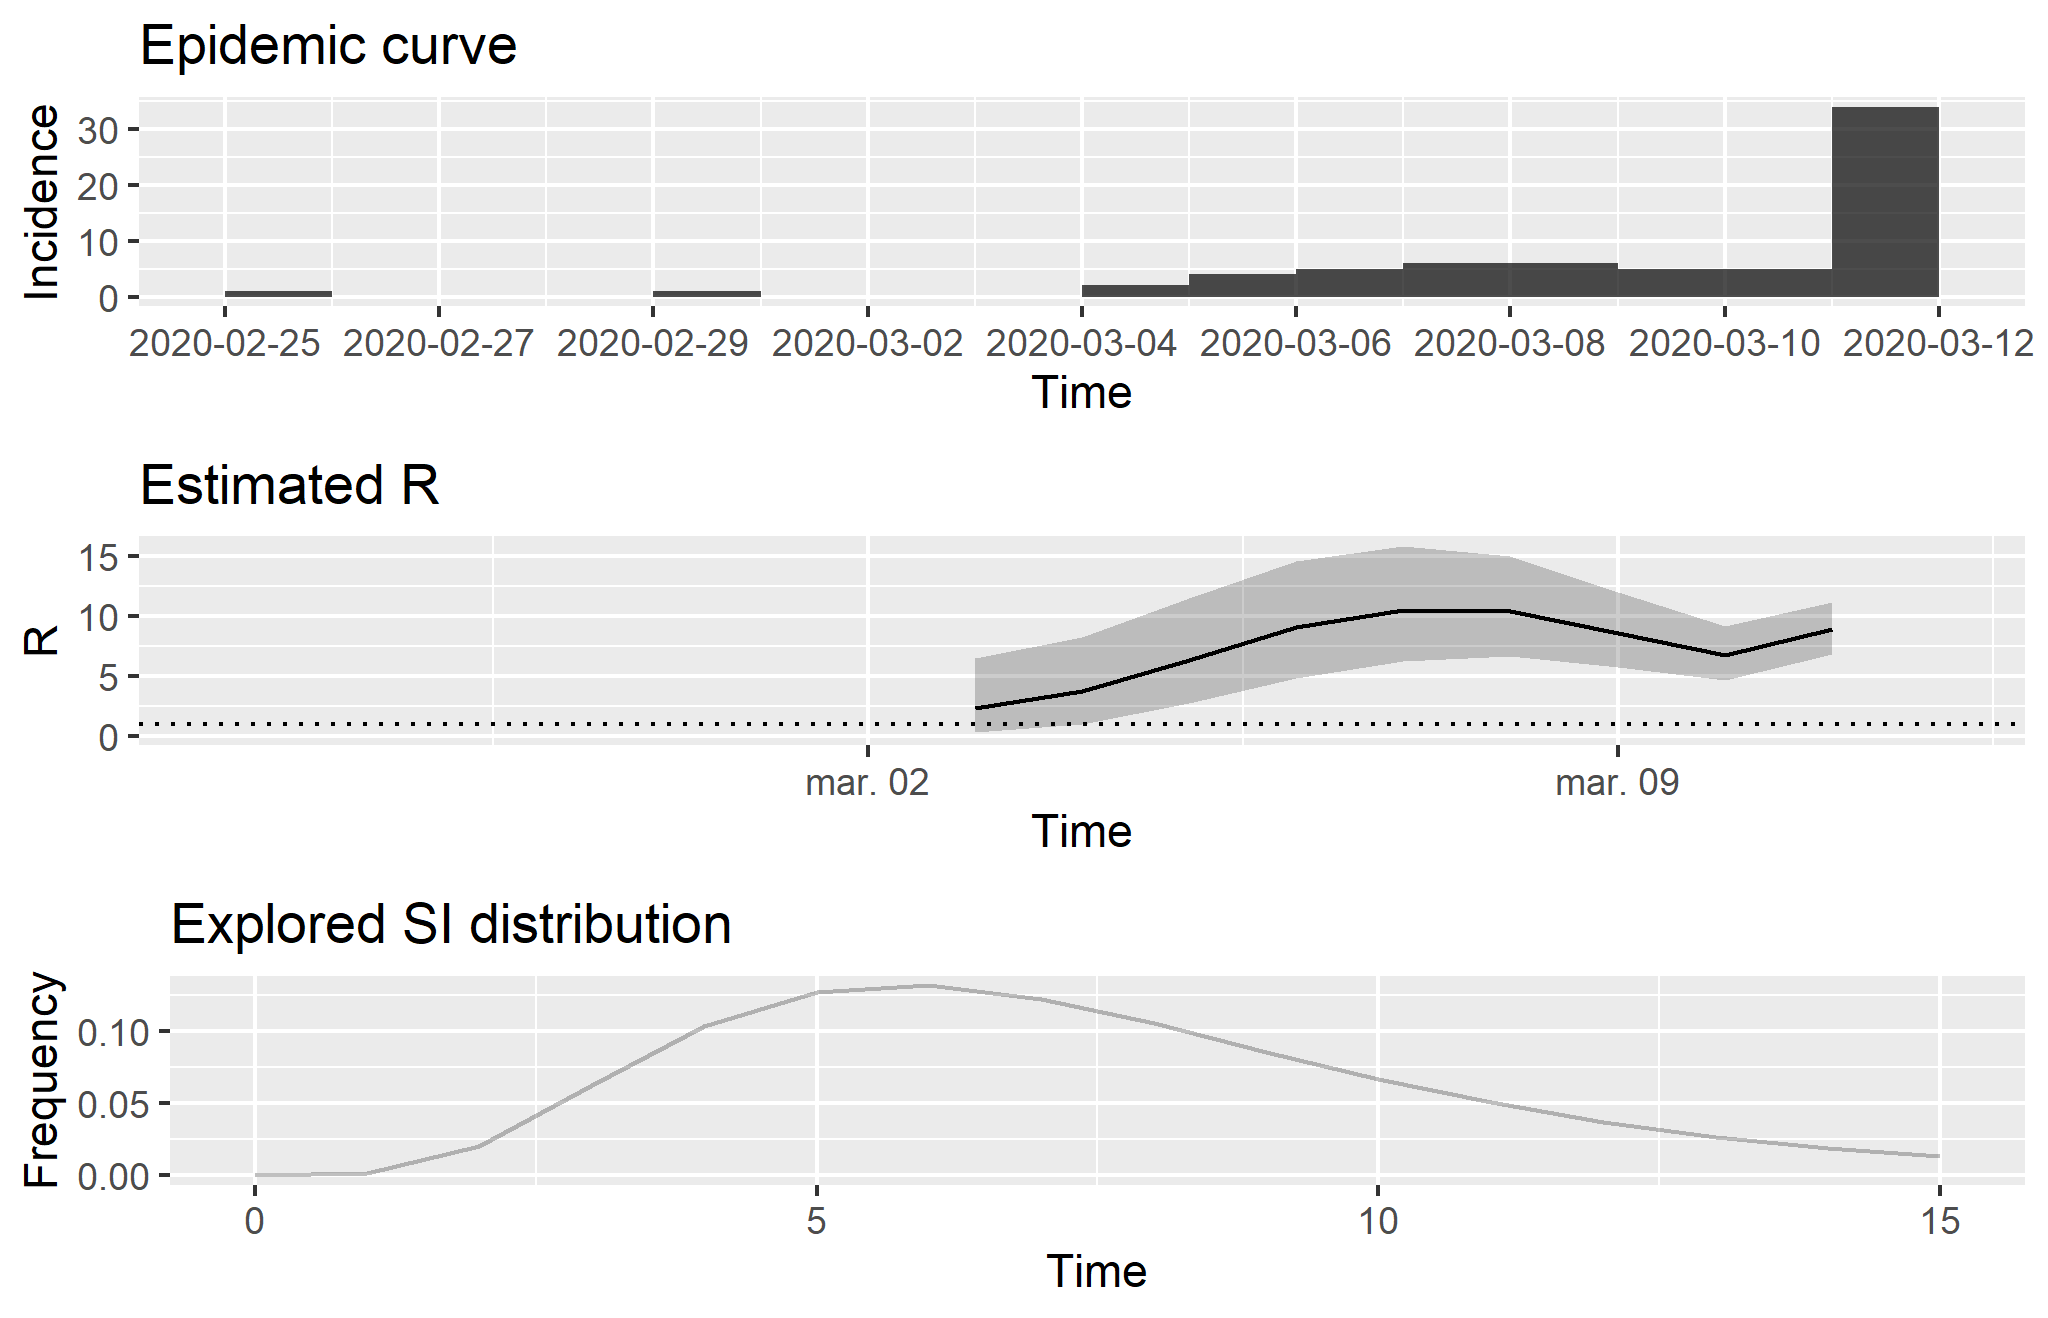 Epidemic curve
Incidence
30
20
10
0
2020-02-25 2020-02-27 2020-02-29 2020-03-02 2020-03-04 2020-03-06 2020-03-08 2020-03-10 2020-03-12
Time
Estimated R
R
15
10
5
0
mar. 02 mar. 09
Time
Explored SI distribution
Frequency
0.10
0.05
0.00
0 5 10 15
Time